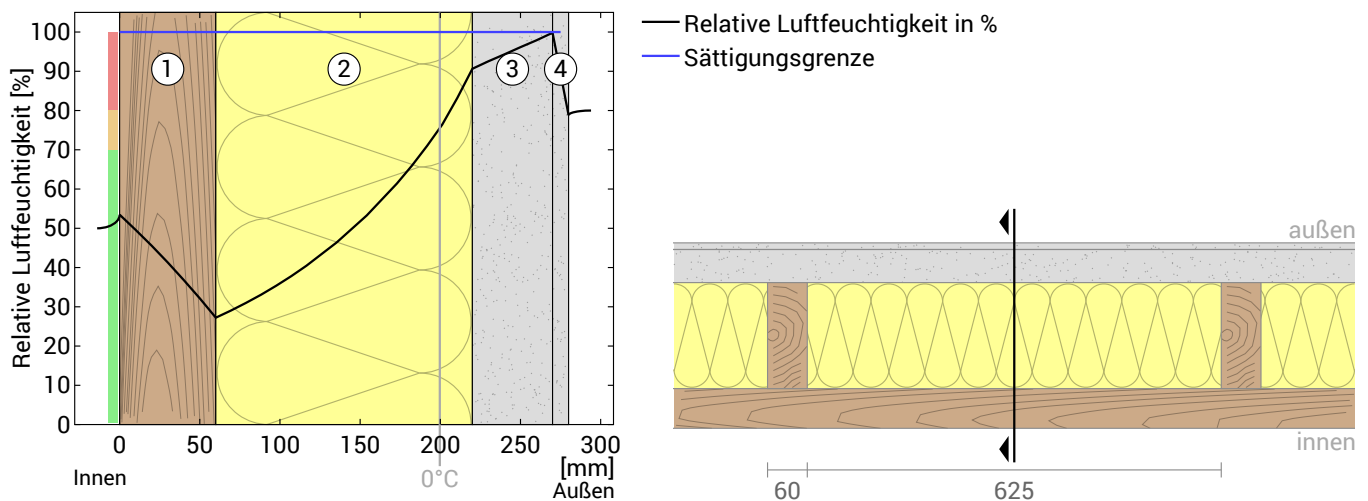 Relative Luftfeuchtigkeit [%]
100
90
80
70
60
50
40
30
20
10
0
1
2
3
4
0
50
100
150
200
250
300
[mm]
Innen
0°C
Außen
Relative Luftfeuchtigkeit in %
Sättigungsgrenze
außen
innen
60
625